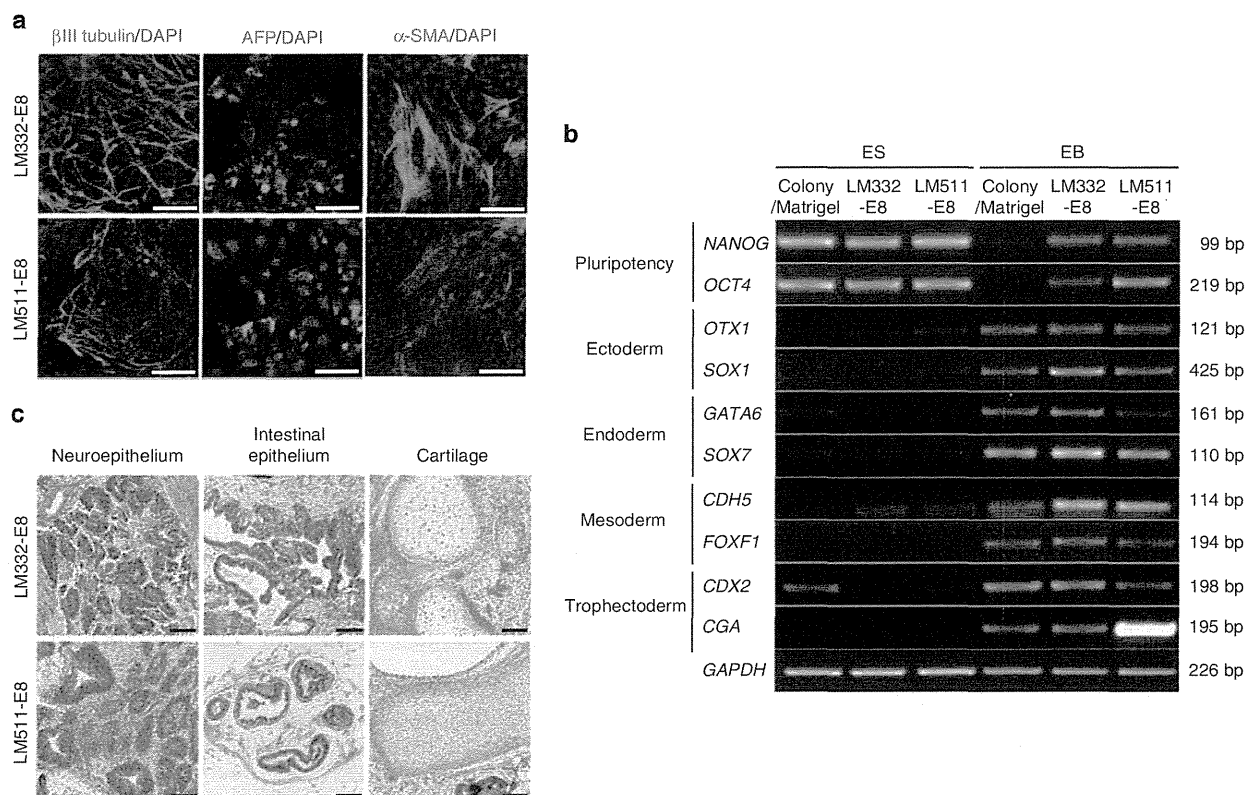 a
βIII tubulin/DAPI AFP/DAPI α-SMA/DAPI
LM332-E8
LM511-E8
b
ES EB
Colony /Matrigel LM332 -E8 LM511 -E8 Colony /Matrigel LM332 -E8 LM511 -E8
Pluripotency
NANOG 99 bp
OCT4 219 bp
Ectoderm
OTX1 121 bp
SOX1 425 bp
Endoderm
GATA6 161 bp
SOX7 110 bp
Mesoderm
CDH5 114 bp
FOXF1 194 bp
Trophectoderm
CDX2 198 bp
CGA 195 bp
GAPDH 226 bp
c
Neuroepithelium Intestinal epithelium Cartilage
LM332-E8
LM511-E8